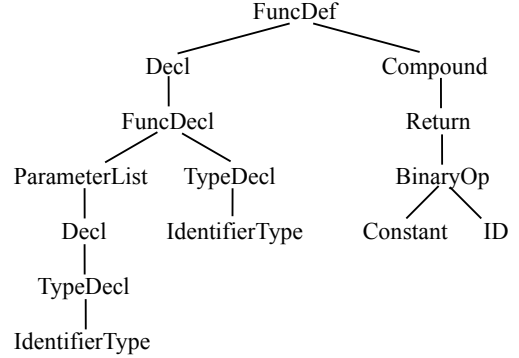 FuncDef
Decl Compound
FuncDecl Return
ParameterList TypeDecl BinaryOp
Decl IdentifierType Constant ID
TypeDecl
IdentifierType